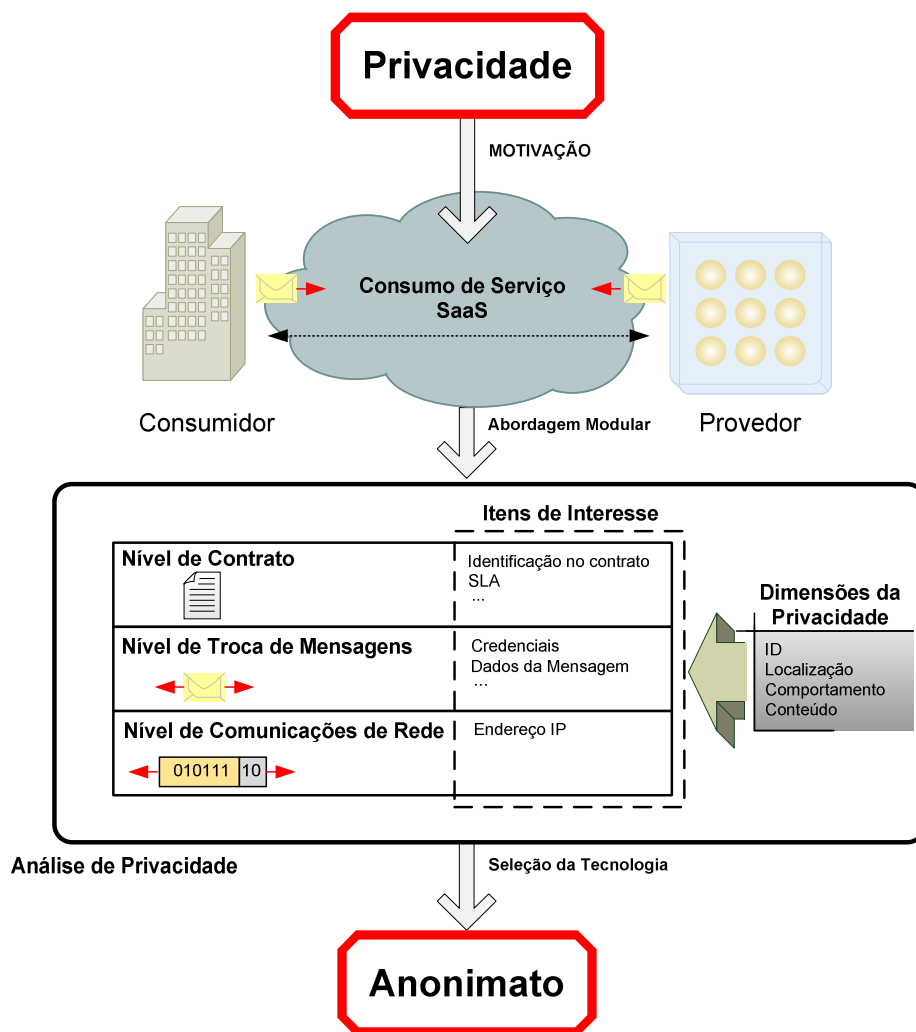 Privacidade
MOTIVAÇÃO
Consumo de Serviço
SaaS
Consumidor
Provedor
Abordagem Modular
Itens de Interesse
Nível de Contrato
Identificação no contrato
SLA
...
Nível de Troca de Mensagens
Credenciais
Dados da Mensagem
...
Nível de Comunicações de Rede
Endereço IP
010111 10
Dimensões da
Privacidade
ID
Localização
Comportamento
Conteúdo
Análise de Privacidade
Seleção da Tecnologia
Anonimato